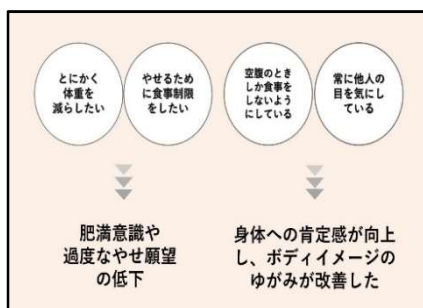 とにかく
体重を
減らしたい
やせるため
に食事制限
をしたい
空腹のとき
しか食事を
しないよう
にしている
常に他人の
目を気にし
ている
肥満意識や
過度なやせ願望
の低下
身体への肯定感が向上
し、ボディイメージの
ゆがみが改善した